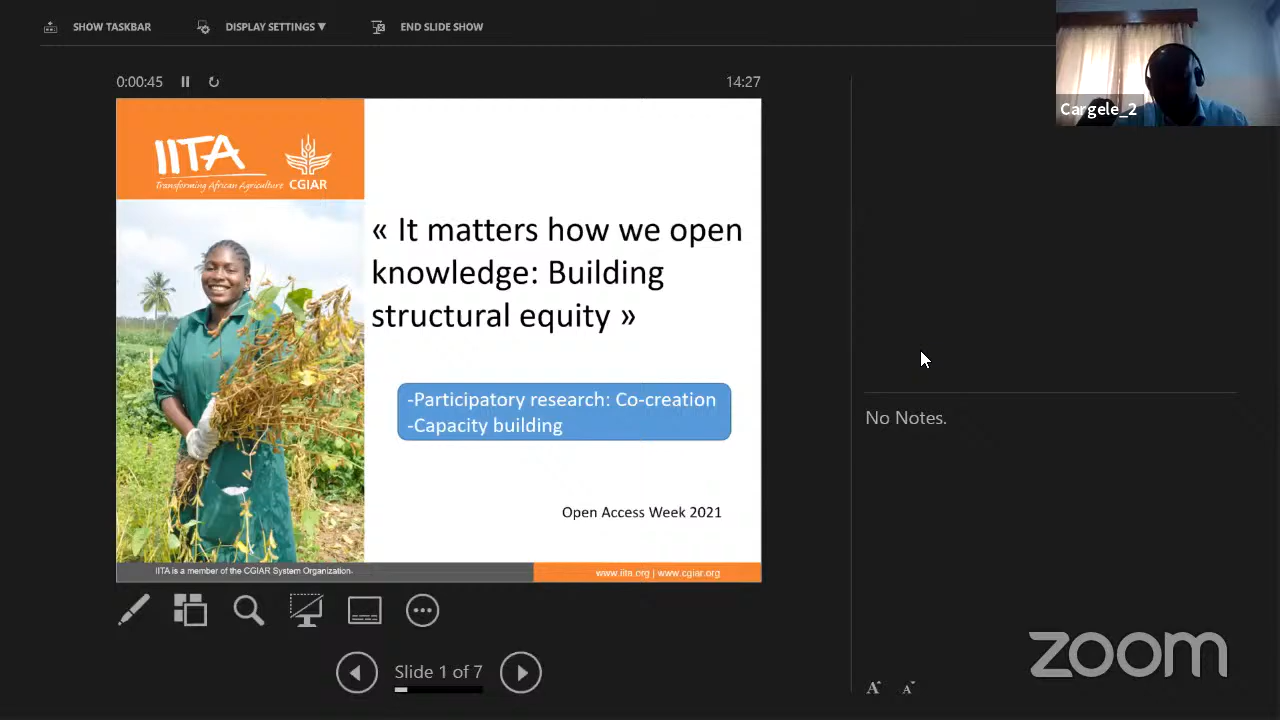 SHOW TASKBAR
DISPLAY SETTINGS ▼
END SLIDE SHOW
Cargele_2
0:00:45
14:27
IITA
Transforming African Agriculture
CGIAR
« It matters how we open
knowledge: Building
structural equity »
-Participatory research: Co-creation
-Capacity building
Open Access Week 2021
IITA is a member of the CGIAR System Organization.
www.iita.org | www.cgiar.org
No Notes.
Slide 1 of 7
A
A
zoom